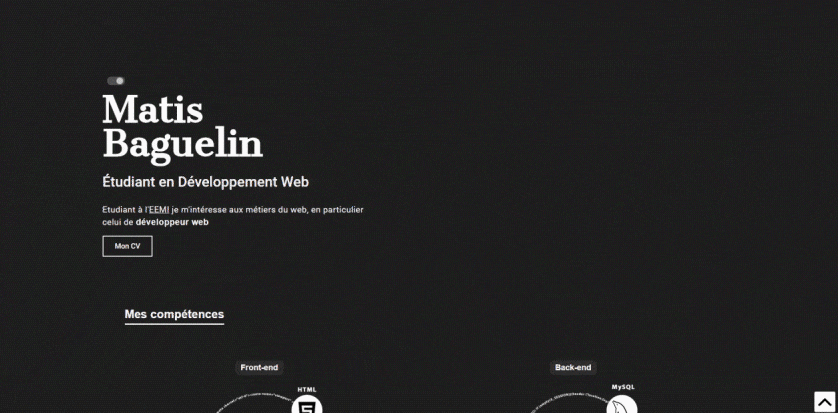 Matis
Baguelin
Étudiant en Développement Web
Etudiant à l'EEMI je m'intéresse aux métiers du web, en particulier
celui de développeur web
Mon CV
Mes compétences
Front-end
Back-end
HTML
MySQL